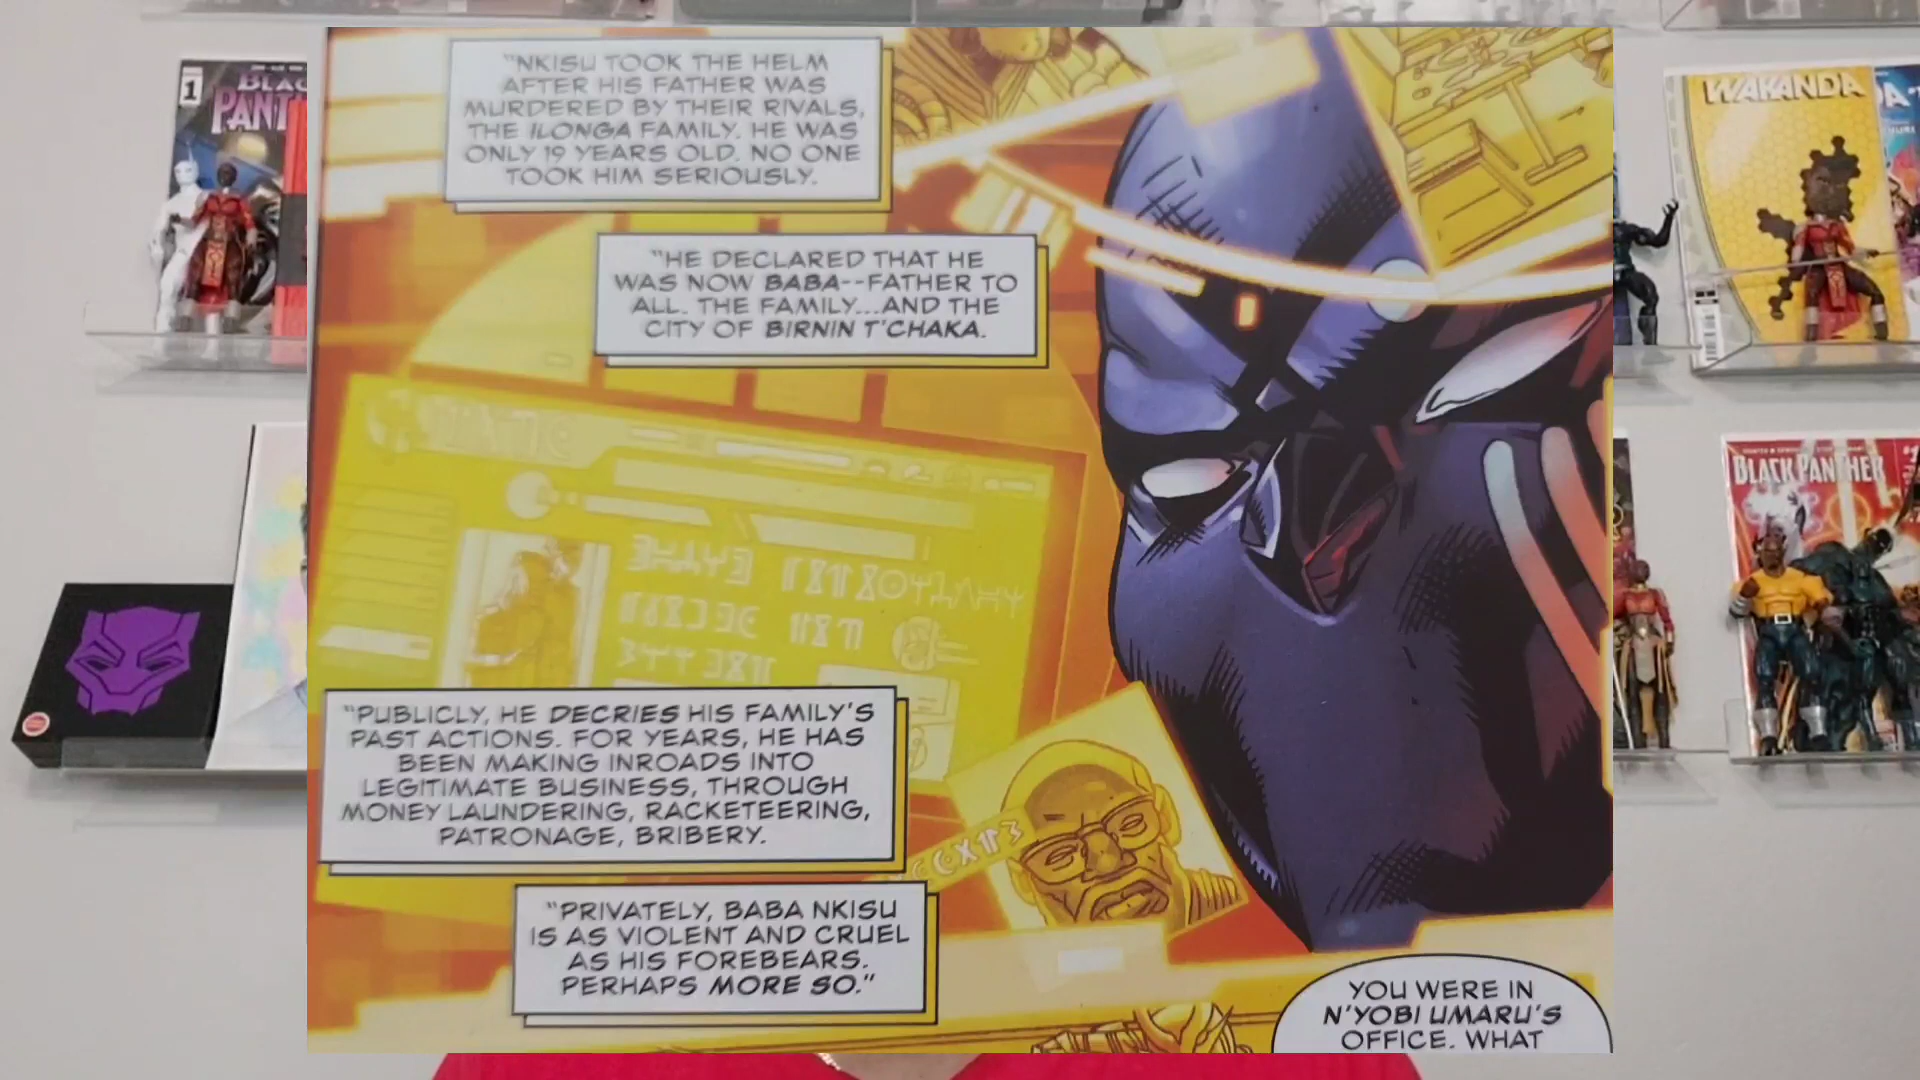 "NKISU TOOK THE HELM
AFTER HIS FATHER WAS
MURDERED BY THEIR RIVALS,
THE ILONGA FAMILY. HE WAS
ONLY 19 YEARS OLD. NO ONE
TOOK HIM SERIOUSLY.
"HE DECLARED THAT HE
WAS NOW BABA--FATHER TO
ALL. THE FAMILY...AND THE
CITY OF BIRNIN T'CHAKA.
"PUBLICLY, HE DECRIES HIS FAMILY'S
PAST ACTIONS. FOR YEARS, HE HAS
BEEN MAKING INROADS INTO
LEGITIMATE BUSINESS, THROUGH
MONEY LAUNDERING, RACKETEERING,
PATRONAGE, BRIBERY.
"PRIVATELY, BABA NKISU
IS AS VIOLENT AND CRUEL
AS HIS FOREBEARS.
PERHAPS MORE SO."
YOU WERE IN
N'YOBI UMARU'S
OFFICE. WHAT
1
WAKANDA
BLACK PANTHER
#1